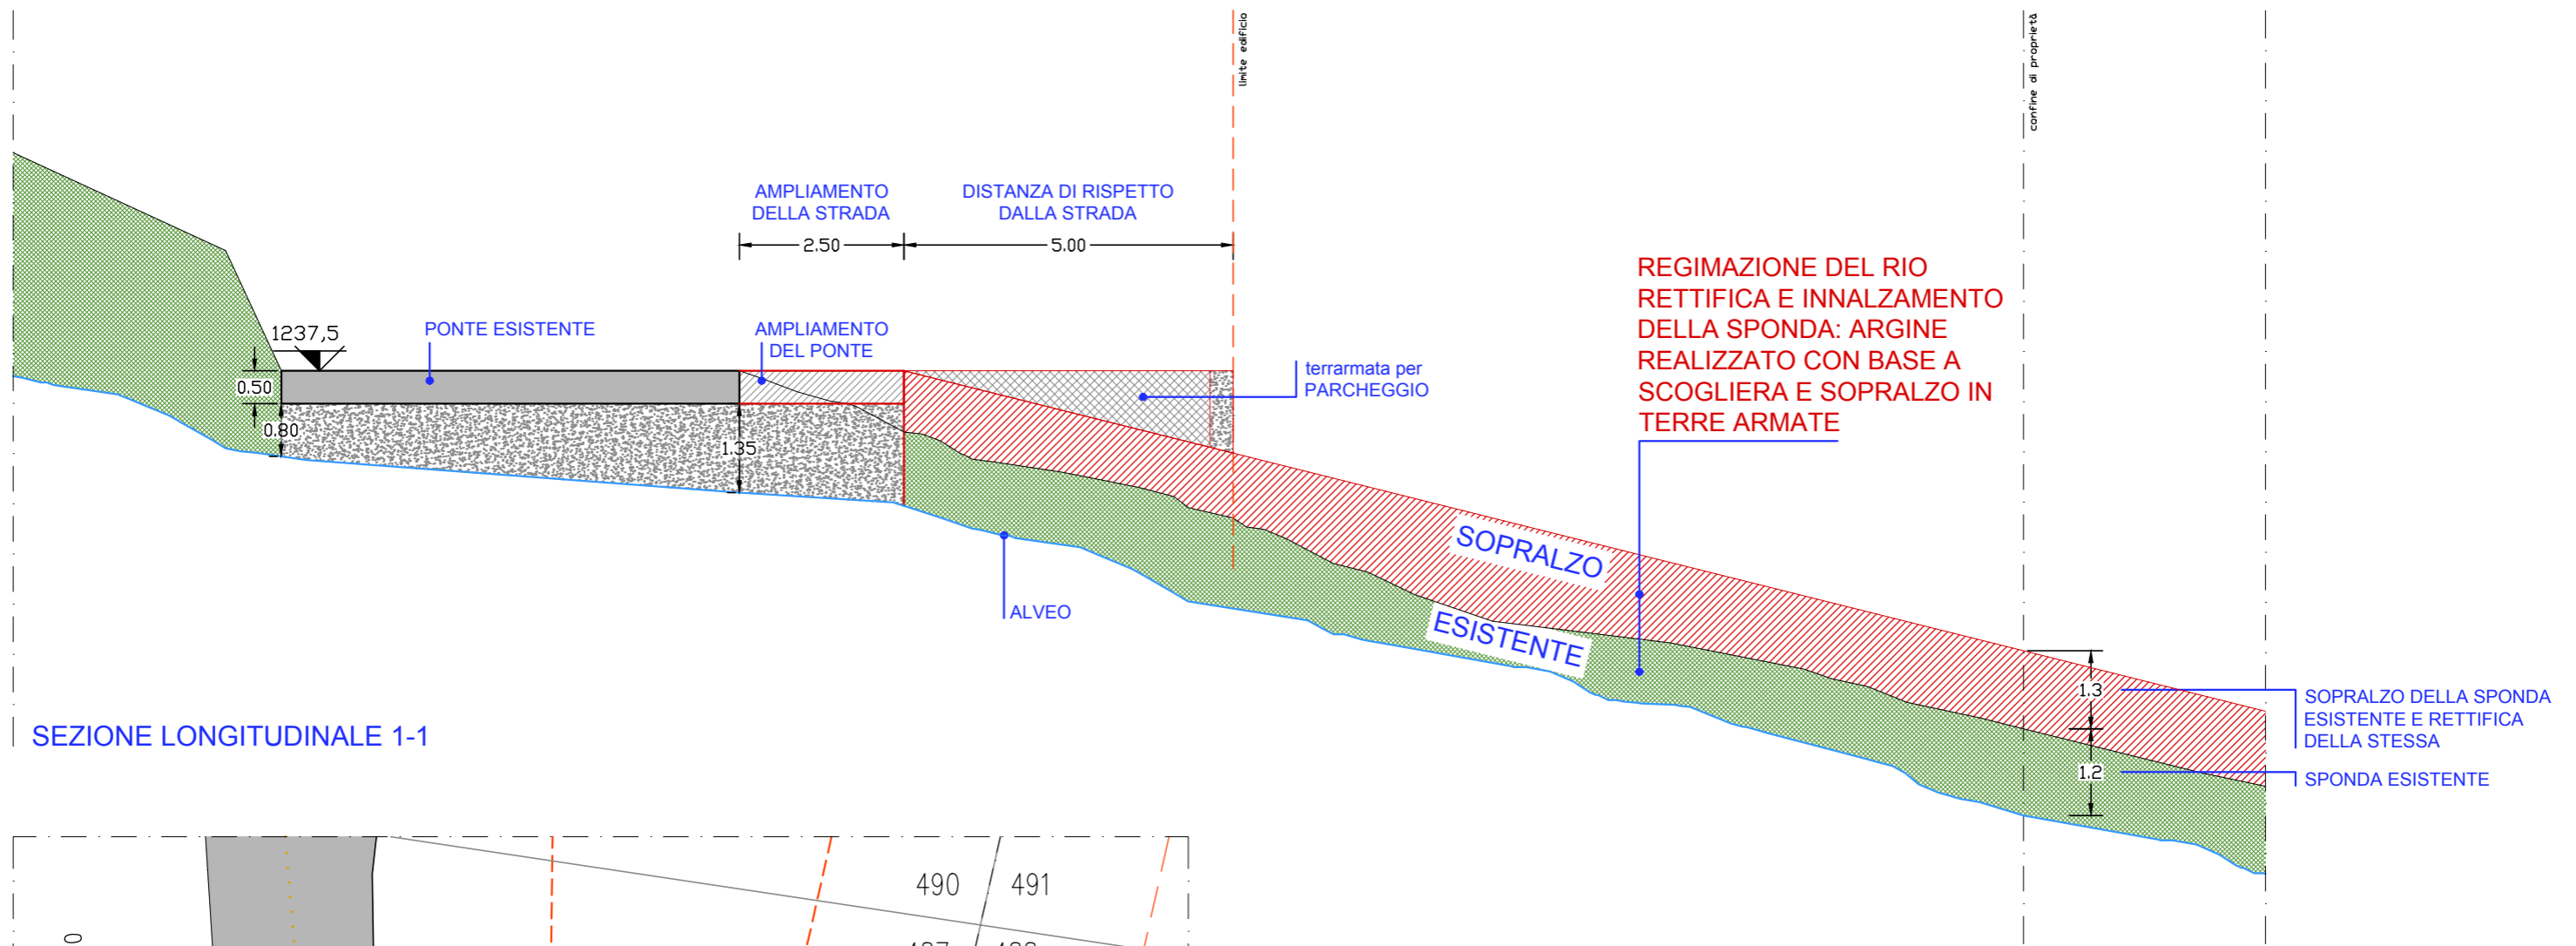 limite edificio
confine di proprietà
AMPLIAMENTO
DELLA STRADA
DISTANZA DI RISPETTO
DALLA STRADA
2.50
5.00
REGIMAZIONE DEL RIO
RETTIFICA E INNALZAMENTO
DELLA SPONDA: ARGINE
REALIZZATO CON BASE A
SCOGLIERA E SOPRALZO IN
TERRE ARMATE
1237,5
PONTE ESISTENTE
AMPLIAMENTO
DEL PONTE
terrarmata per
PARCHEGGIO
0.50
0.80
1.35
SOPRALZO
ESISTENTE
ALVEO
1.3
1.2
SOPRALZO DELLA SPONDA
ESISTENTE E RETTIFICA
DELLA STESSA
SPONDA ESISTENTE
SEZIONE LONGITUDINALE 1-1
490
491
0